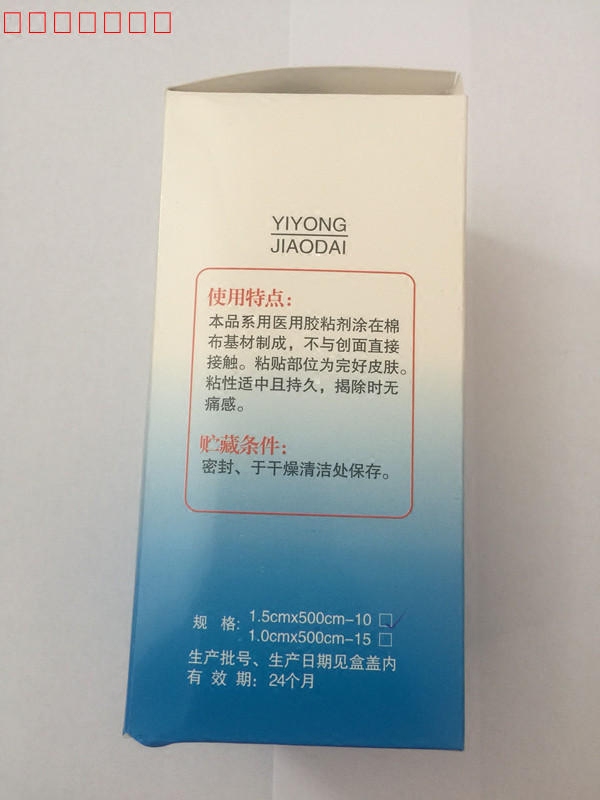 YIYONG
JIAODAI
使用特点：
本品系用医用胶粘剂涂在棉
布基材制成，不与创面直接
接触。粘贴部位为完好皮肤。
粘性适中且持久，揭除时无
痛感。
贮藏条件：
密封、于干燥清洁处保存。
规 格: 1.5cmx500cm-10 □
1.0cmx500cm-15 □
生产批号、生产日期见盒盖内
有 效 期: 24个月